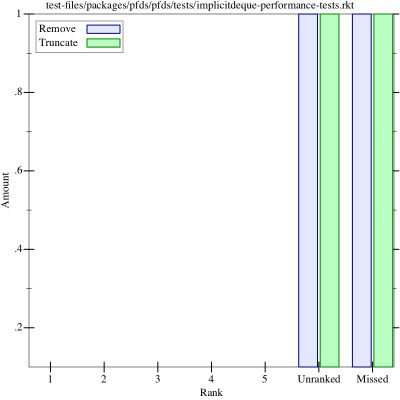 test-files/packages/pfds/pfds/tests/implicitdeque-performance-tests.rkt
Remove
Truncate
1
.8
.6
.4
.2
Amount
1 2 3 4 5 Unranked Missed
Rank